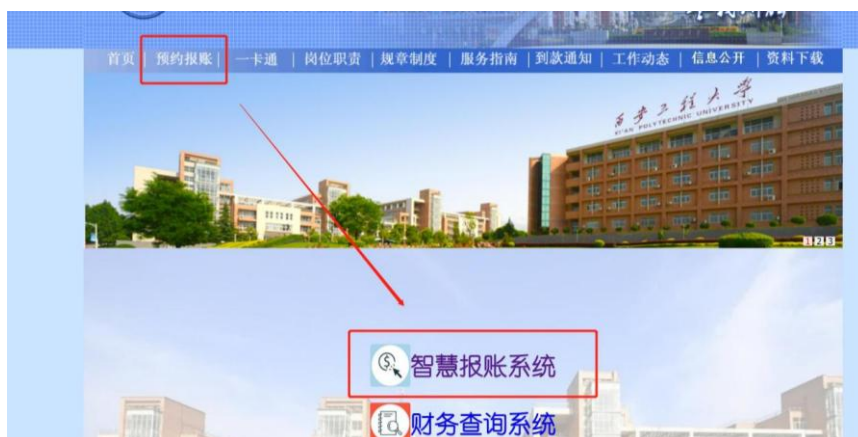 首页 | 预约报账 | 一卡通 | 岗位职责 | 规章制度 | 服务指南 | 到款通知 | 工作动态 | 信息公开 | 资料下载
西安工程大学
XI'AN POLYTECHNIC UNIVERSITY
1 2 3
智慧报账系统
财务查询系统